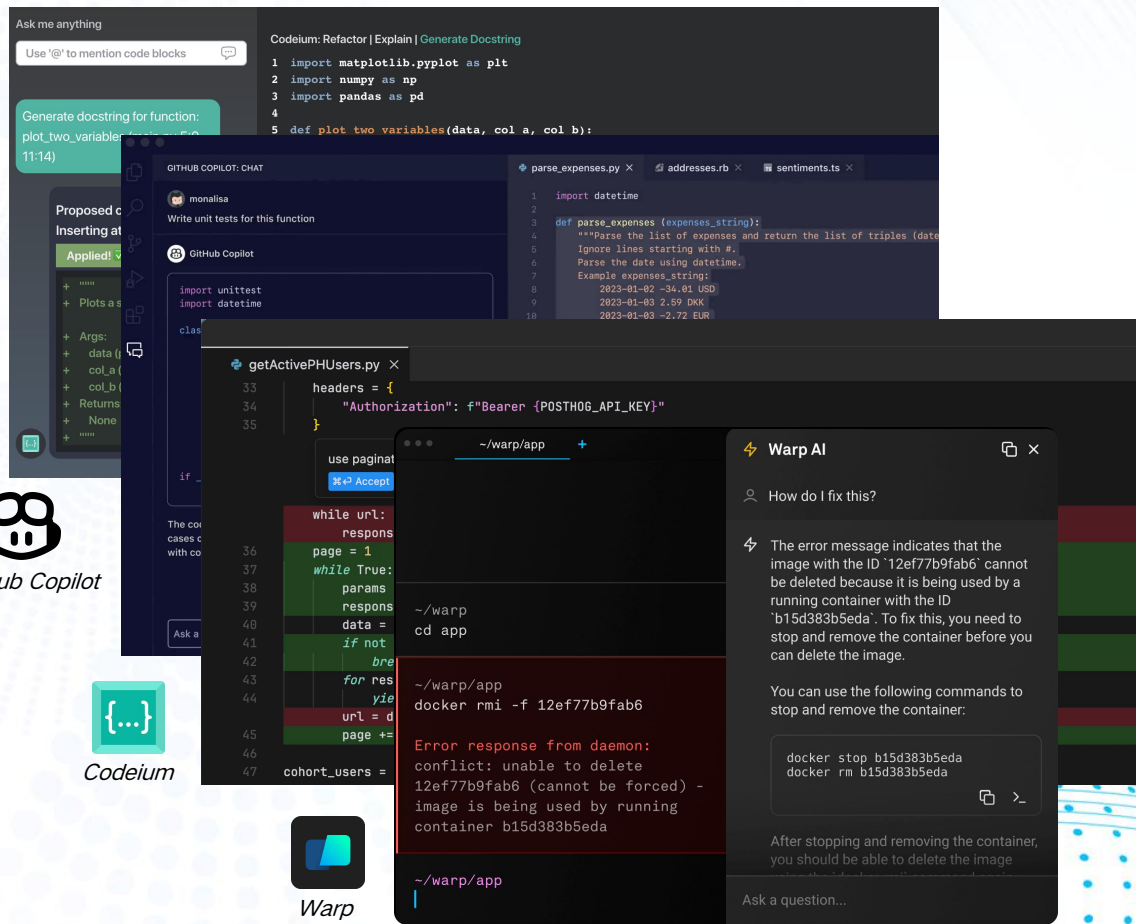 Ask me anything
Use '@' to mention code blocks
Generate docstring for function:
plot_two_variables (main.py 5:0
11:14)
Proposed
Inserting at
Applied!
+ """
+ Plots a s
+
+ Args:
+ data (
+ col_a (
+ col_b (
+ Returns
+ None
+ """
{...}
Codeium: Refactor | Explain | Generate Docstring
1 import matplotlib.pyplot as plt
2 import numpy as np
3 import pandas as pd
4
5 def plot_two_variables(data, col_a, col_b):
GITHUB COPILOT: CHAT
monalisa
Write unit tests for this function
GitHub Copilot
import unittest
import datetime
clas
if _
The co
cases
with co
Ask a
parse_expenses.py ×
addresses.rb ×
sentiments.ts ×
1 import datetime
2
3 def parse_expenses (expenses_string):
4 """Parse the list of expenses and return the list of triples (date
5 Ignore lines starting with #.
6 Parse the date using datetime.
7 Example expenses_string:
8 2023-01-02 -34.01 USD
9 2023-01-03 2.59 DKK
10 2023-01-03 -2.72 EUR
getActivePHUsers.py ×
33 headers = {
34 "Authorization": f"Bearer {POSTHOG_API_KEY}"
35 }
use paginat
⌘⏎ Accept
while url:
respons
36 page = 1
37 while True:
38 params
39 respons
40 data =
41 if not
42 bre
43 for res
44 yie
url = d
45 page +=
46
47 cohort_users =
~/warp/app +
~/warp
cd app
~/warp/app
docker rmi -f 12ef77b9fab6
Error response from daemon:
conflict: unable to delete
12ef77b9fab6 (cannot be forced) -
image is being used by running
container b15d383b5eda
~/warp/app
Warp AI
How do I fix this?
The error message indicates that the
image with the ID `12ef77b9fab6` cannot
be deleted because it is being used by a
running container with the ID
`b15d383b5eda`. To fix this, you need to
stop and remove the container before you
can delete the image.
You can use the following commands to
stop and remove the container:
docker stop b15d383b5eda
docker rm b15d383b5eda
After stopping and removing the container,
you should be able to delete the image
Ask a question...
ub Copilot
{...}
Codeium
Warp